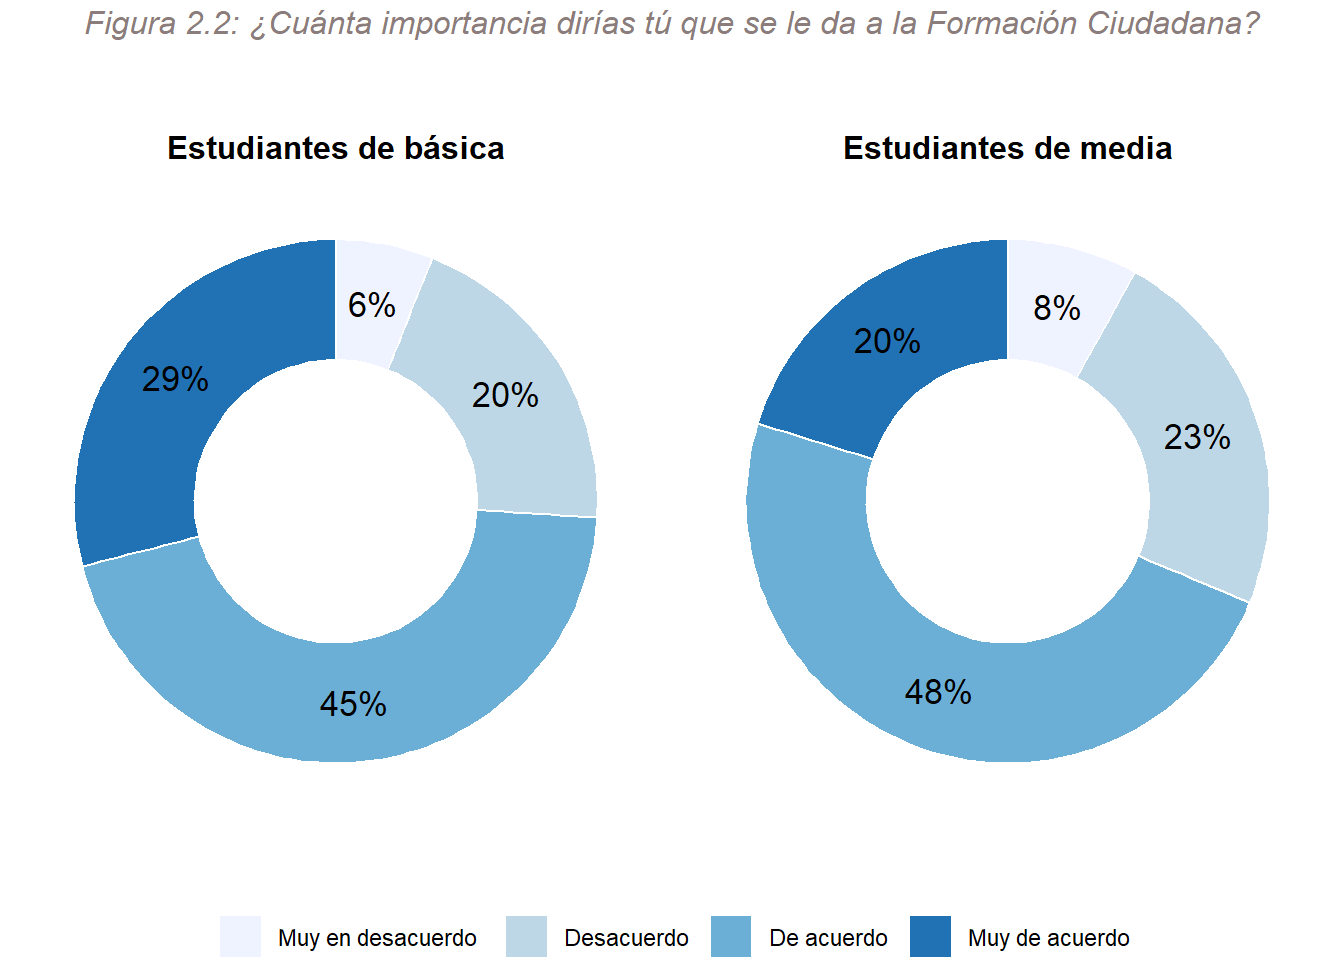 Figura 2.2: ¿Cuánta importancia dirías tú que se le da a la Formación Ciudadana?
Estudiantes de básica
Estudiantes de media
6%
20%
45%
29%
8%
23%
48%
20%
Muy en desacuerdo
Desacuerdo
De acuerdo
Muy de acuerdo